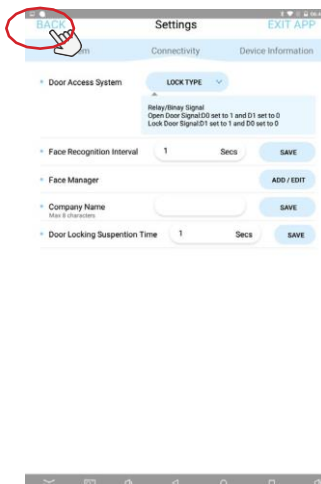 BACK Settings EXIT APP
Connectivity Device Information
Door Access System LOCK TYPE
Relay/Binay Signal
Open Door Signal:D0 set to 1 and D1 set to 0
Lock Door Signal:D1 set to 1 and D0 set to 0
Face Recognition Interval 1 Secs SAVE
Face Manager ADD / EDIT
Company Name SAVE
Max 8 characters
Door Locking Suspention Time 1 Secs SAVE